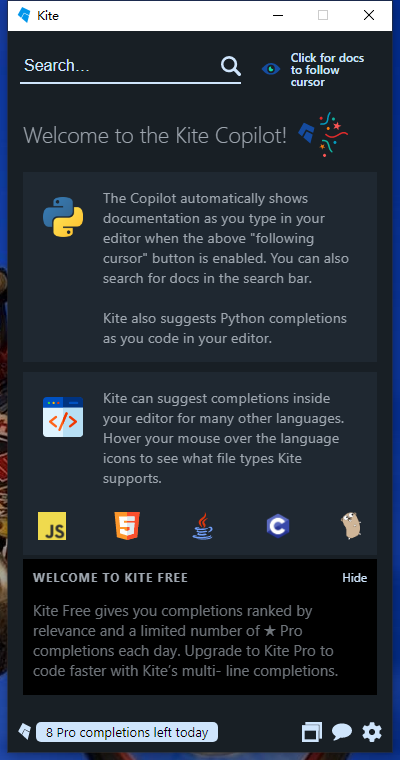 Kite
Search...
Click for docs
to follow
cursor
Welcome to the Kite Copilot!
The Copilot automatically shows
documentation as you type in your
editor when the above "following
cursor" button is enabled. You can also
search for docs in the search bar.
Kite also suggests Python completions
as you code in your editor.
Kite can suggest completions inside
your editor for many other languages.
Hover your mouse over the language
icons to see what file types Kite
supports.
JS
5
C
WELCOME TO KITE FREE
Hide
Kite Free gives you completions ranked by
relevance and a limited number of ★ Pro
completions each day. Upgrade to Kite Pro to
code faster with Kite's multi- line completions.
8 Pro completions left today